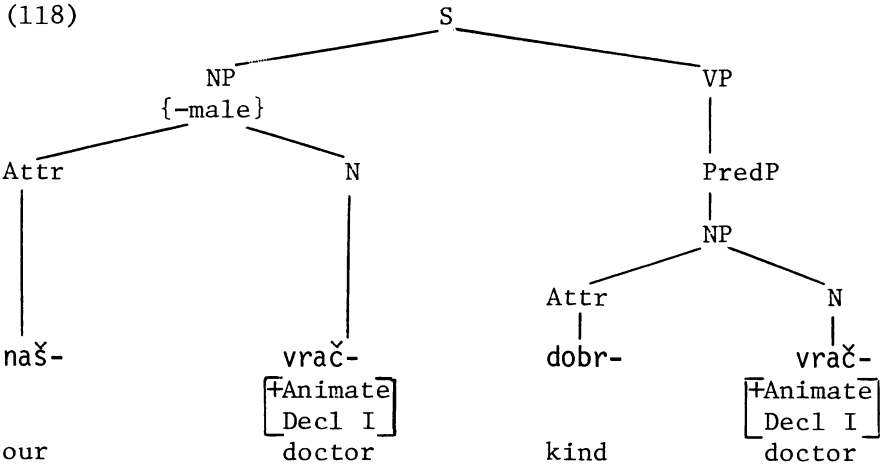 (118)
S
NP VP
{-male}
Attr N PredP
NP
Attr N
naš- vrač- dobr- vrač-
[+Animate] [+Animate]
[Decl I] [Decl I]
our doctor kind doctor